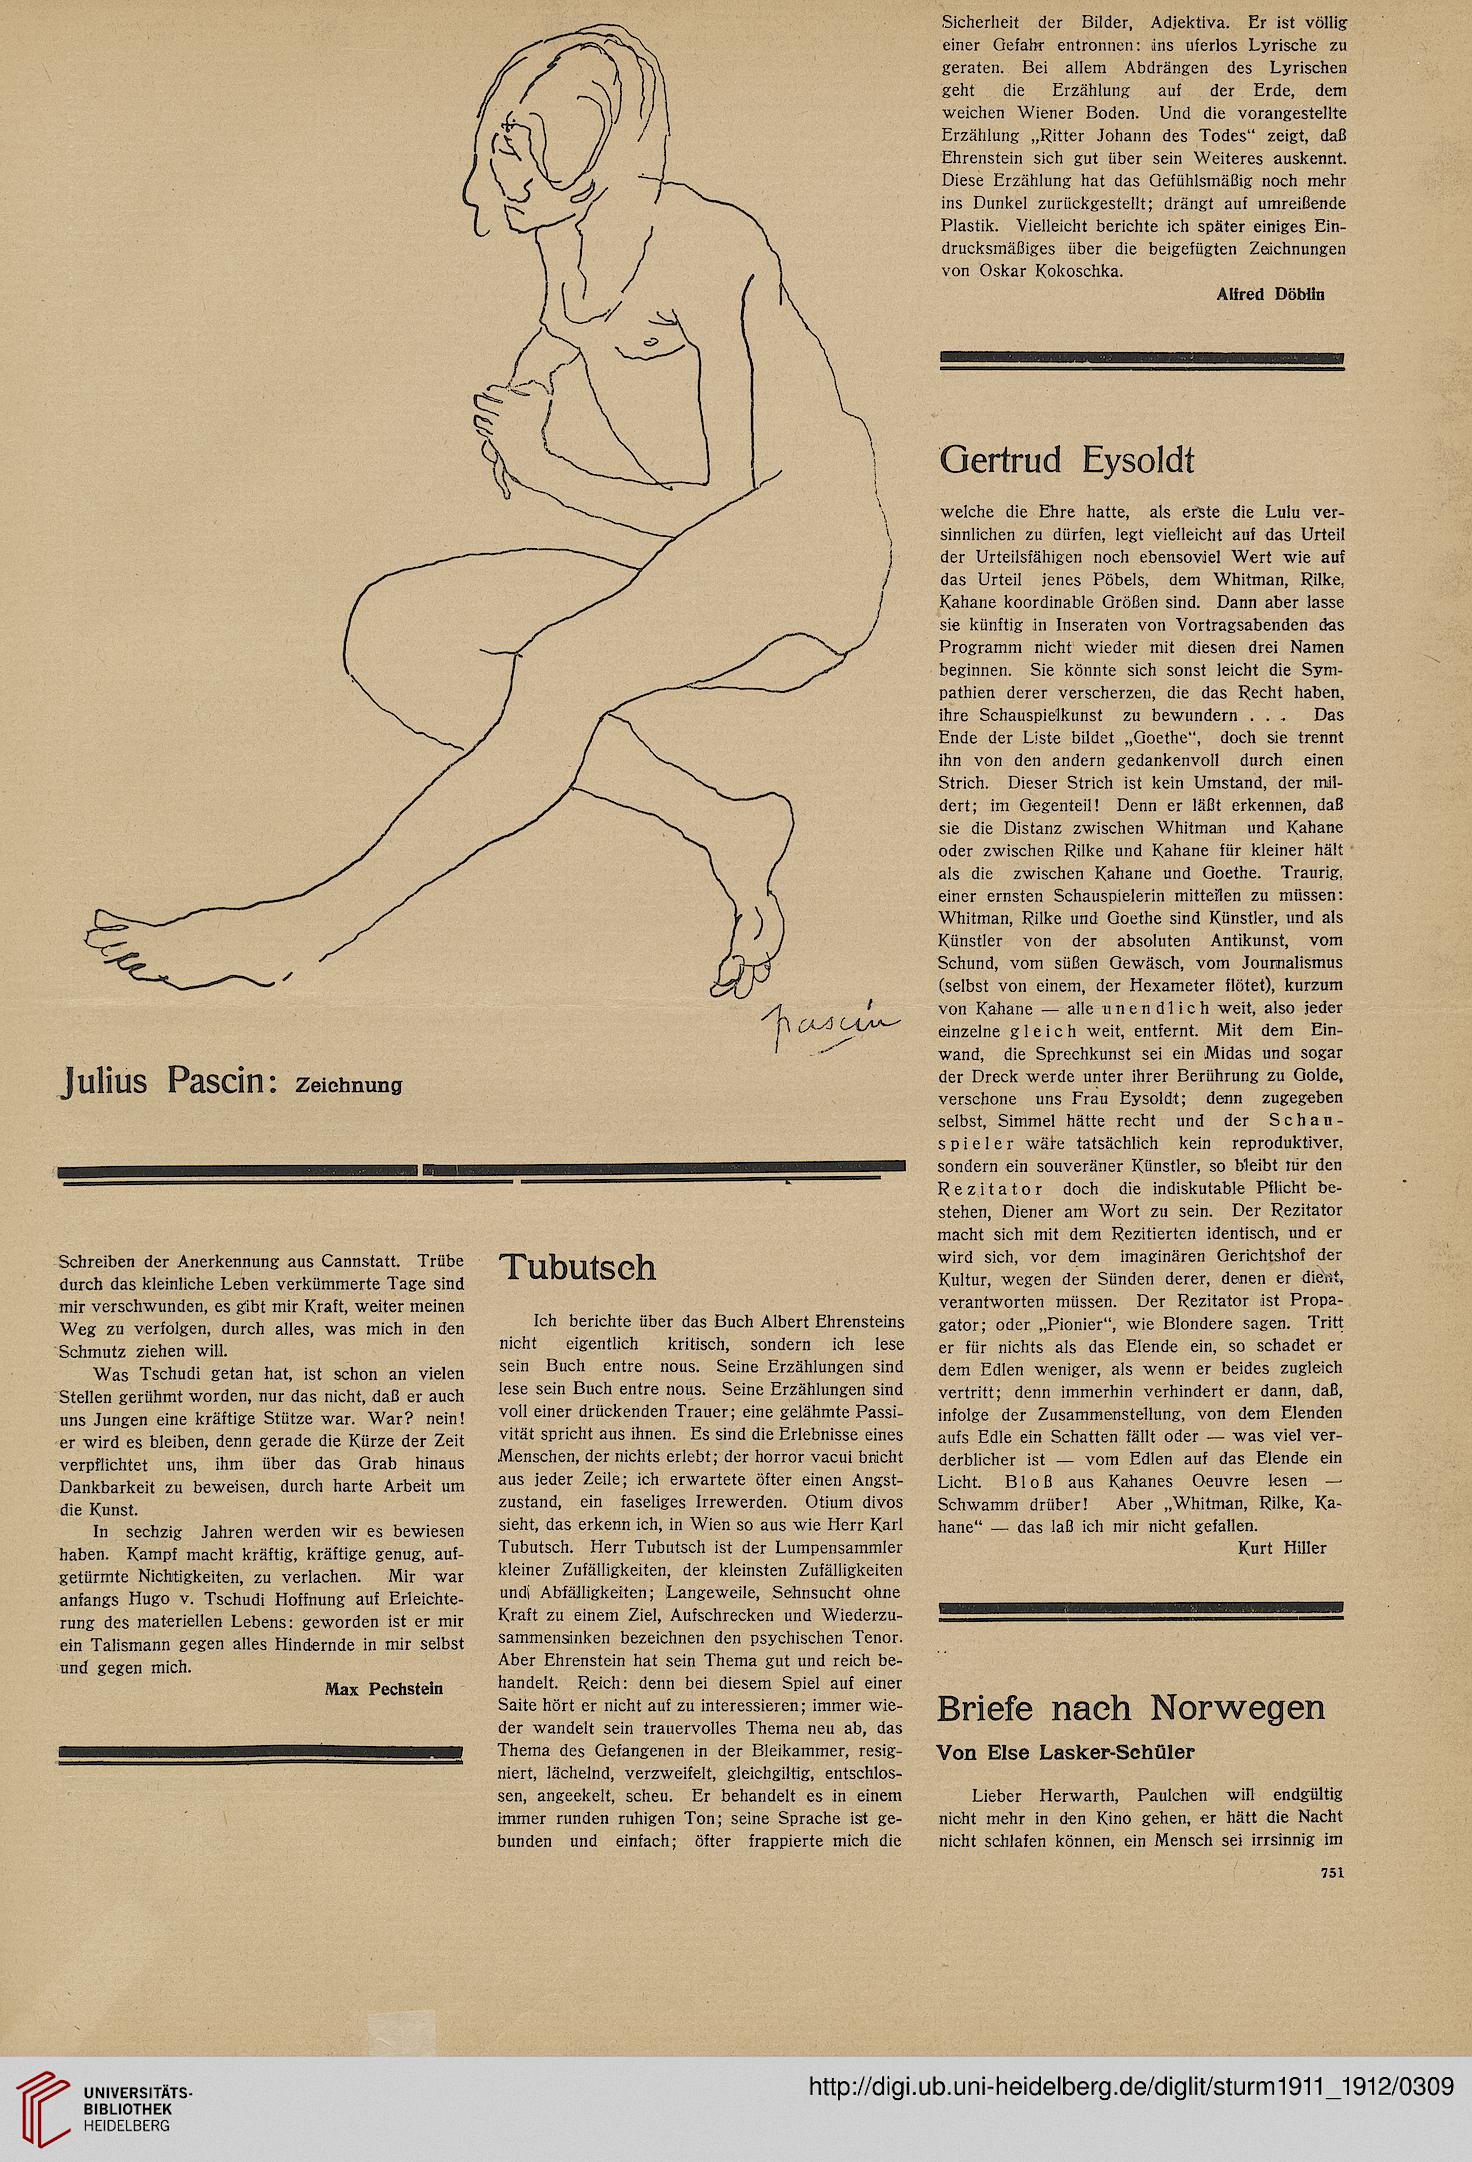 pascin
Julius Pascin: Zeichnung
Schreiben der Anerkennung aus Cannstatt. Trübe
durch das kleinliche Leben verkümmerte Tage sind
mir verschwunden, es gibt mir Kraft, weiter meinen
Weg zu verfolgen, durch alles, was mich in den
Schmutz ziehen will.
Was Tschudi getan hat, ist schon an vielen
Stellen gerühmt worden, nur das nicht, daß er auch
uns Jungen eine kräftige Stütze war. War? nein!
er wird es bleiben, denn gerade die Kürze der Zeit
verpflichtet uns, ihm über das Grab hinaus
Dankbarkeit zu beweisen, durch harte Arbeit um
die Kunst.
In sechzig Jahren werden wir es bewiesen
haben. Kampf macht kräftig, kräftige genug, auf-
getürmte Nichtigkeiten, zu verlachen. Mir war
anfangs Hugo v. Tschudi Hoffnung auf Erleichte-
rung des materiellen Lebens: geworden ist er mir
ein Talismann gegen alles Hindernde in mir selbst
und gegen mich.
Max Pechstein
Tubutsch
Ich berichte über das Buch Albert Ehrensteins
nicht eigentlich kritisch, sondern ich lese
sein Buch entre nous. Seine Erzählungen sind
lese sein Buch entre nous. Seine Erzählungen sind
voll einer drückenden Trauer; eine gelähmte Passi-
vität spricht aus ihnen. Es sind die Erlebnisse eines
Menschen, der nichts erlebt; der horror vacui bricht
aus jeder Zeile; ich erwartete öfter einen Angst-
zustand, ein faseliges Irrewerden. Otium divos
sieht, das erkenn ich, in Wien so aus wie Herr Karl
Tubutsch. Herr Tubutsch ist der Lumpensammler
kleiner Zufälligkeiten, der kleinsten Zufälligkeiten
und Abfälligkeiten; Langeweile, Sehnsucht ohne
Kraft zu einem Ziel, Aufschrecken und Wiederzu-
sammensinken bezeichnen den psychischen Tenor.
Aber Ehrenstein hat sein Thema gut und reich be-
handelt. Reich: denn bei diesem Spiel auf einer
Saite hört er nicht auf zu interessieren; immer wie-
der wandelt sein trauervolles Thema neu ab, das
Thema des Gefangenen in der Bleikammer, resig-
niert, lächelnd, verzweifelt, gleichgiltig, entschlos-
sen, angeekelt, scheu. Er behandelt es in einem
immer runden ruhigen Ton; seine Sprache ist ge-
bunden und einfach; öfter frappierte mich die
Sicherheit der Bilder, Adjektiva. Er ist völlig
einer Gefahr entronnen: ins uferlos Lyrische zu
geraten. Bei allem Abdrängen des Lyrischen
geht die Erzählung auf der Erde, dem
weichen Wiener Boden. Und die vorangestellte
Erzählung „Ritter Johann des Todes“ zeigt, daß
Ehrenstein sich gut über sein Weiteres auskennt.
Diese Erzählung hat das Gefühlsmäßig noch mehr
ins Dunkel zurückgestellt; drängt auf umreißende
Plastik. Vielleicht berichte ich später einiges Ein-
drucksmäßiges über die beigefügten Zeichnungen
von Oskar Kokoschka.
Alfred Döblin
Gertrud Eysoldt
welche die Ehre hatte, als erste die Lulu ver-
sinnlichen zu dürfen, legt vielleicht auf das Urteil
der Urteilsfähigen noch ebensoviel Wert wie auf
das Urteil jenes Pöbels, dem Whitman, Rilke,
Kahane koordinable Größen sind. Dann aber lasse
sie künftig in Inseraten von Vortragsabenden das
Programm nicht wieder mit diesen drei Namen
beginnen. Sie könnte sich sonst leicht die Sym-
pathien derer verscherzen, die das Recht haben,
ihre Schauspielkunst zu bewundern . . . Das
Ende der Liste bildet „Goethe“, doch sie trennt
ihn von den andern gedankenvoll durch einen
Strich. Dieser Strich ist kein Umstand, der mil-
dert; im Gegenteil! Denn er läßt erkennen, daß
sie die Distanz zwischen Whitman und Kahane
oder zwischen Rilke und Kahane für kleiner hält
als die zwischen Kahane und Goethe. Traurig,
einer ernsten Schauspielerin mitteilen zu müssen:
Whitman, Rilke und Goethe sind Künstler, und als
Künstler von der absoluten Antikunst, vom
Schund, vom süßen Gewäsch, vom Journalismus
(selbst von einem, der Hexameter flötet), kurzum
von Kahane — alle unendlich weit, also jeder
einzelne gleich weit, entfernt. Mit dem Ein-
wand, die Sprechkunst sei ein Midas und sogar
der Dreck werde unter ihrer Berührung zu Golde,
verschone uns Frau Eysoldt; denn zugegeben
selbst, Simmel hätte recht und der Schau-
spieler wäre tatsächlich kein reproduktiver,
sondern ein souveräner Künstler, so bleibt für den
Rezitator doch die indiskutable Pflicht be-
stehen, Diener am Wort zu sein. Der Rezitator
macht sich mit dem Rezitierten identisch, und er
wird sich, vor dem imaginären Gerichtshof der
Kultur, wegen der Sünden derer, denen er dient,
verantworten müssen. Der Rezitator ist Propa-
gator; oder „Pionier“, wie Blondere sagen. Tritt
er für nichts als das Elende ein, so schadet er
dem Edlen weniger, als wenn er beides zugleich
vertritt; denn immerhin verhindert er dann, daß,
infolge der Zusammenstellung, von dem Elenden
aufs Edle ein Schatten fällt oder — was viel ver-
derblicher ist — vom Edlen auf das Elende ein
Licht. Bloß aus Kahanes Oeuvre lesen —
Schwamm drüber! Aber „Whitman, Rilke, Ka-
hane“ — das laß ich mir nicht gefallen.
Kurt Hiller
Briefe nach Norwegen
Von Else Lasker-Schüler
Lieber Herwarth, Paulchen will endgültig
nicht mehr in den Kino gehen, er hätt die Nacht
nicht schlafen können, ein Mensch sei irrsinnig im
751
UNIVERSITÄTS-
BIBLIOTHEK
HEIDELBERG
http://digi.ub.uni-heidelberg.de/diglit/sturm1911_1912/0309